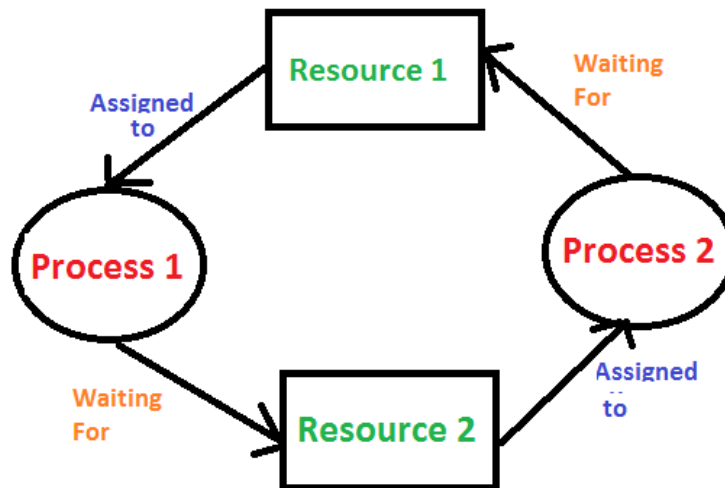 Resource 1
Waiting
For
Assigned
to
Process 1
Process 2
Waiting
For
Resource 2
Assigned
to